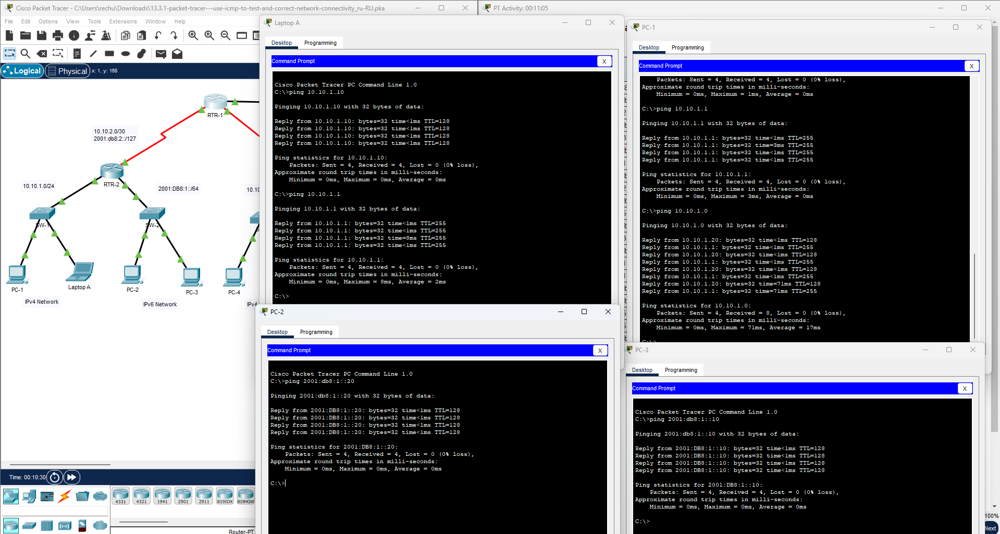 Cisco Packet Tracer - C:\Users\rechu\Downloads\13.3.1-packet-tracer---use-icmp-to-test-and-correct-network-connectivity_ru-RU.pka
File Edit Options View Tools Extensions Window Help
Logical Physical x: 1, y: 168
RTR-1
10.10.2.0/30
2001:db8:2::/127
RTR-2
10.10.1.0/24
2001:DB8:1::/64
10.10
SW-1
SW-2
PC-1
Laptop A
PC-2
PC-3
PC-4
IPv4 Network
IPv6 Network
IPv4
Time: 00:10:30
4331 4321 1941 2901 2911 819IOX 819HGW
Router-PT
Laptop A
Desktop Programming
Command Prompt X
Cisco Packet Tracer PC Command Line 1.0
C:\>ping 10.10.1.10
Pinging 10.10.1.10 with 32 bytes of data:
Reply from 10.10.1.10: bytes=32 time<1ms TTL=128
Reply from 10.10.1.10: bytes=32 time<1ms TTL=128
Reply from 10.10.1.10: bytes=32 time<1ms TTL=128
Reply from 10.10.1.10: bytes=32 time<1ms TTL=128
Ping statistics for 10.10.1.10:
Packets: Sent = 4, Received = 4, Lost = 0 (0% loss),
Approximate round trip times in milli-seconds:
Minimum = 0ms, Maximum = 0ms, Average = 0ms
C:\>ping 10.10.1.1
Pinging 10.10.1.1 with 32 bytes of data:
Reply from 10.10.1.1: bytes=32 time<1ms TTL=255
Reply from 10.10.1.1: bytes=32 time<1ms TTL=255
Reply from 10.10.1.1: bytes=32 time=8ms TTL=255
Reply from 10.10.1.1: bytes=32 time<1ms TTL=255
Ping statistics for 10.10.1.1:
Packets: Sent = 4, Received = 4, Lost = 0 (0% loss),
Approximate round trip times in milli-seconds:
Minimum = 0ms, Maximum = 8ms, Average = 2ms
C:\>
PT Activity: 00:11:05
PC-1
Desktop Programming
Command Prompt X
Packets: Sent = 4, Received = 4, Lost = 0 (0% loss),
Approximate round trip times in milli-seconds:
Minimum = 0ms, Maximum = 1ms, Average = 0ms
C:\>ping 10.10.1.1
Pinging 10.10.1.1 with 32 bytes of data:
Reply from 10.10.1.1: bytes=32 time<1ms TTL=255
Reply from 10.10.1.1: bytes=32 time=3ms TTL=255
Reply from 10.10.1.1: bytes=32 time<1ms TTL=255
Reply from 10.10.1.1: bytes=32 time<1ms TTL=255
Ping statistics for 10.10.1.1:
Packets: Sent = 4, Received = 4, Lost = 0 (0% loss),
Approximate round trip times in milli-seconds:
Minimum = 0ms, Maximum = 3ms, Average = 0ms
C:\>ping 10.10.1.0
Pinging 10.10.1.0 with 32 bytes of data:
Reply from 10.10.1.20: bytes=32 time<1ms TTL=128
Reply from 10.10.1.1: bytes=32 time<1ms TTL=255
Reply from 10.10.1.20: bytes=32 time<1ms TTL=128
Reply from 10.10.1.1: bytes=32 time<1ms TTL=255
Reply from 10.10.1.20: bytes=32 time<1ms TTL=128
Reply from 10.10.1.1: bytes=32 time<1ms TTL=255
Reply from 10.10.1.20: bytes=32 time=71ms TTL=128
Reply from 10.10.1.1: bytes=32 time=71ms TTL=255
Ping statistics for 10.10.1.0:
Packets: Sent = 4, Received = 8, Lost = 0 (0% loss),
Approximate round trip times in milli-seconds:
Minimum = 0ms, Maximum = 71ms, Average = 17ms
C:\>
PC-2
Desktop Programming
Command Prompt X
Cisco Packet Tracer PC Command Line 1.0
C:\>ping 2001:db8:1::20
Pinging 2001:db8:1::20 with 32 bytes of data:
Reply from 2001:DB8:1::20: bytes=32 time<1ms TTL=128
Reply from 2001:DB8:1::20: bytes=32 time<1ms TTL=128
Reply from 2001:DB8:1::20: bytes=32 time<1ms TTL=128
Reply from 2001:DB8:1::20: bytes=32 time<1ms TTL=128
Ping statistics for 2001:DB8:1::20:
Packets: Sent = 4, Received = 4, Lost = 0 (0% loss),
Approximate round trip times in milli-seconds:
Minimum = 0ms, Maximum = 0ms, Average = 0ms
C:\>
PC-3
Desktop Programming
Command Prompt X
Cisco Packet Tracer PC Command Line 1.0
C:\>ping 2001:db8:1::10
Pinging 2001:db8:1::10 with 32 bytes of data:
Reply from 2001:DB8:1::10: bytes=32 time<1ms TTL=128
Reply from 2001:DB8:1::10: bytes=32 time<1ms TTL=128
Reply from 2001:DB8:1::10: bytes=32 time<1ms TTL=128
Reply from 2001:DB8:1::10: bytes=32 time<1ms TTL=128
Ping statistics for 2001:DB8:1::10:
Packets: Sent = 4, Received = 4, Lost = 0 (0% loss),
Approximate round trip times in milli-seconds:
Minimum = 0ms, Maximum = 0ms, Average = 0ms
C:\>
100%
Next